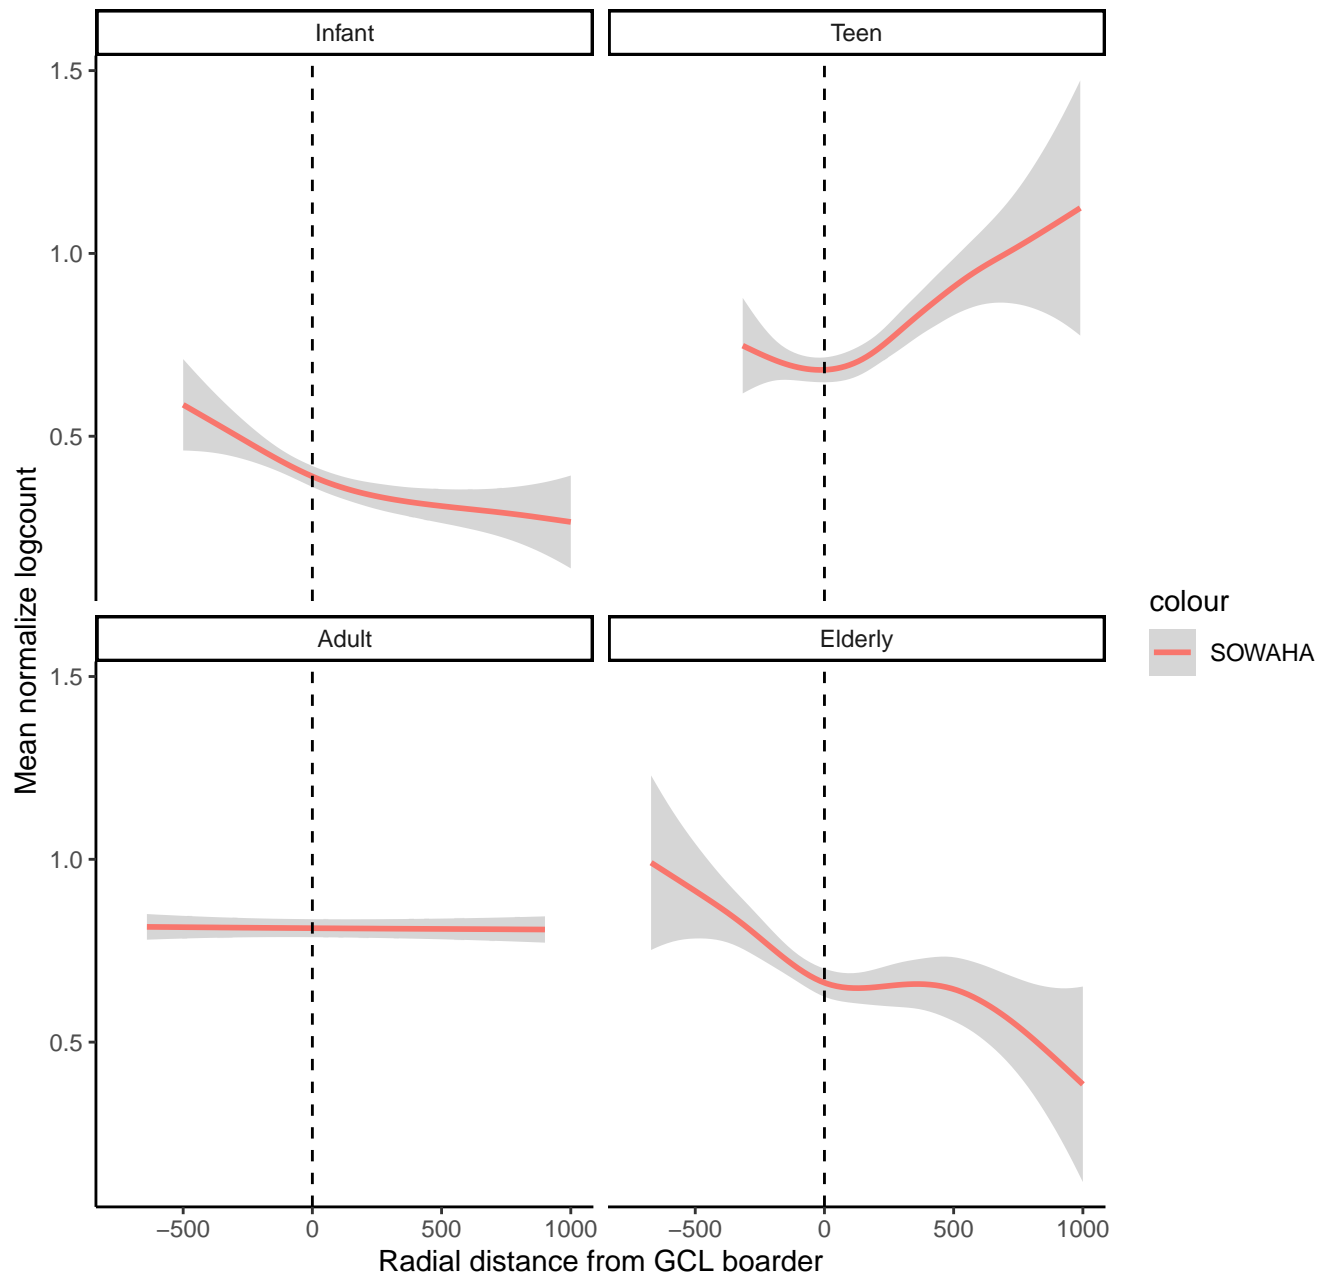 Infant
Teen
1.5
1.0
0.5
Mean normalize logcount
Adult
Elderly
1.5
1.0
0.5
−500
0
500
1000
−500
0
500
1000
Radial distance from GCL boarder
colour
SOWAHA